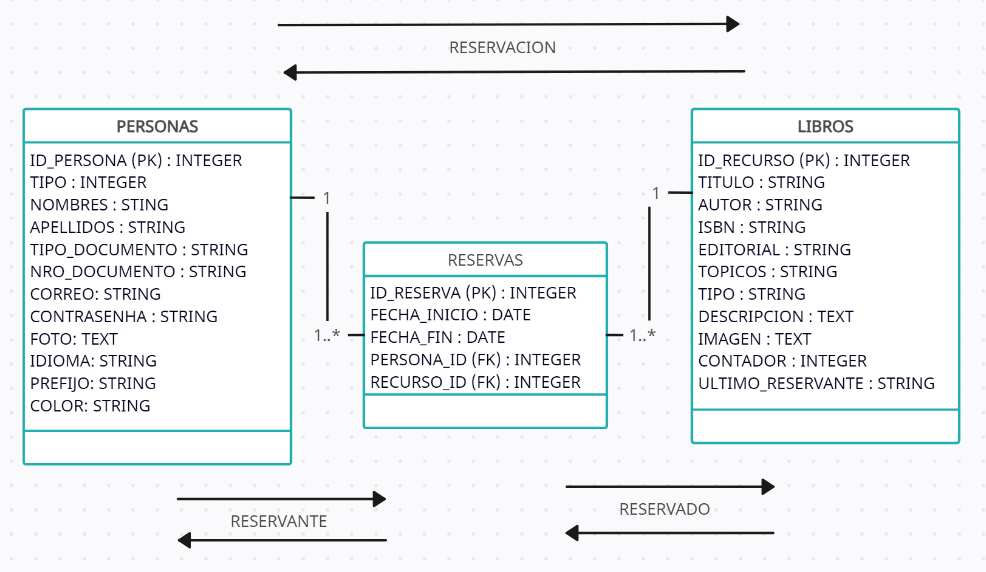 RESERVACION
PERSONAS
ID_PERSONA (PK) : INTEGER
TIPO : INTEGER
NOMBRES : STING
APELLIDOS : STRING
TIPO_DOCUMENTO : STRING
NRO_DOCUMENTO : STRING
CORREO: STRING
CONTRASENHA : STRING
FOTO: TEXT
IDIOMA: STRING
PREFIJO: STRING
COLOR: STRING
1
1..*
RESERVAS
ID_RESERVA (PK) : INTEGER
FECHA_INICIO : DATE
FECHA_FIN : DATE
PERSONA_ID (FK) : INTEGER
RECURSO_ID (FK) : INTEGER
1
1..*
LIBROS
ID_RECURSO (PK) : INTEGER
TITULO : STRING
AUTOR : STRING
ISBN : STRING
EDITORIAL : STRING
TOPICOS : STRING
TIPO : STRING
DESCRIPCION : TEXT
IMAGEN : TEXT
CONTADOR : INTEGER
ULTIMO_RESERVANTE : STRING
RESERVANTE
RESERVADO